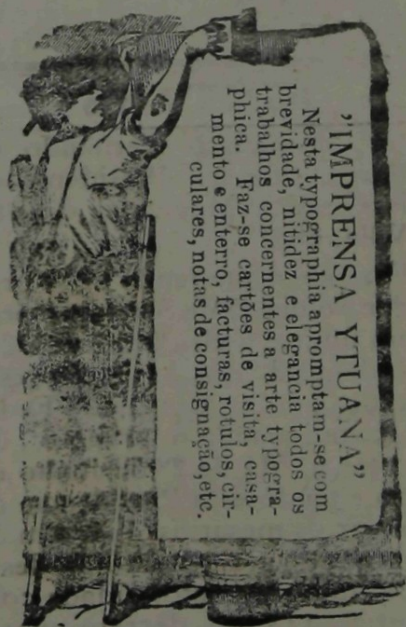 "IMPRENSA YTUANA"
Nesta typographia apromptam-se com
brevidade, nitidez e elegancia todos os
trabalhos concernentes a arte typogra-
phica. Faz-se cartões de visita, casa-
mento e enterro, facturas, rotulos, cir-
culares, notas de consignação, etc.